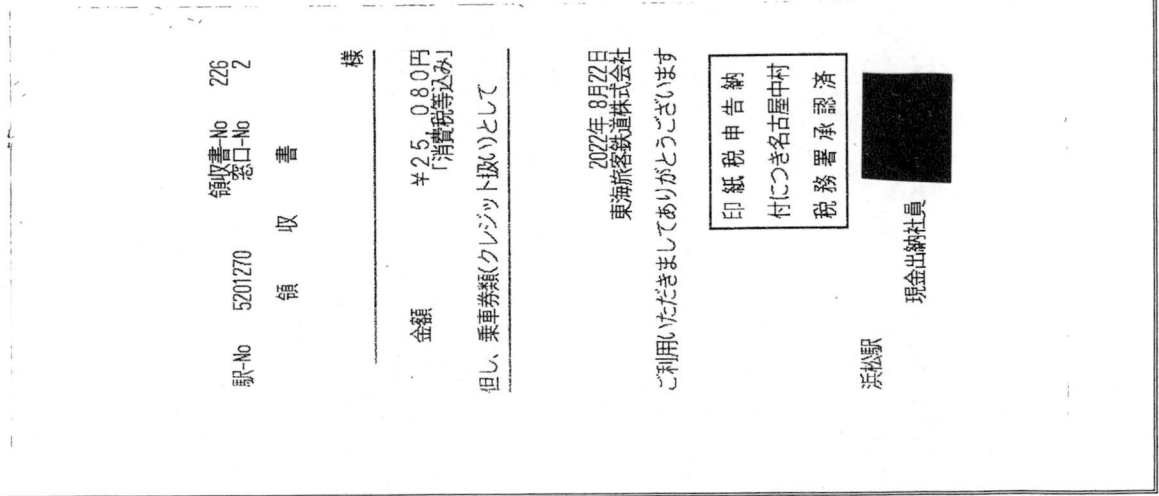 駅-No 5201270 領収書-No 226
窓口-No 2
領 収 書
様
金額 ¥25,080円
「消費税等込み」
但し、乗車券類(クレジット扱い)として
2022年 8月22日
東海旅客鉄道株式会社
ご利用いただきましてありがとうございます
印紙税申告納
付につき名古屋中村
税務署承認済
浜松駅
現金出納社員